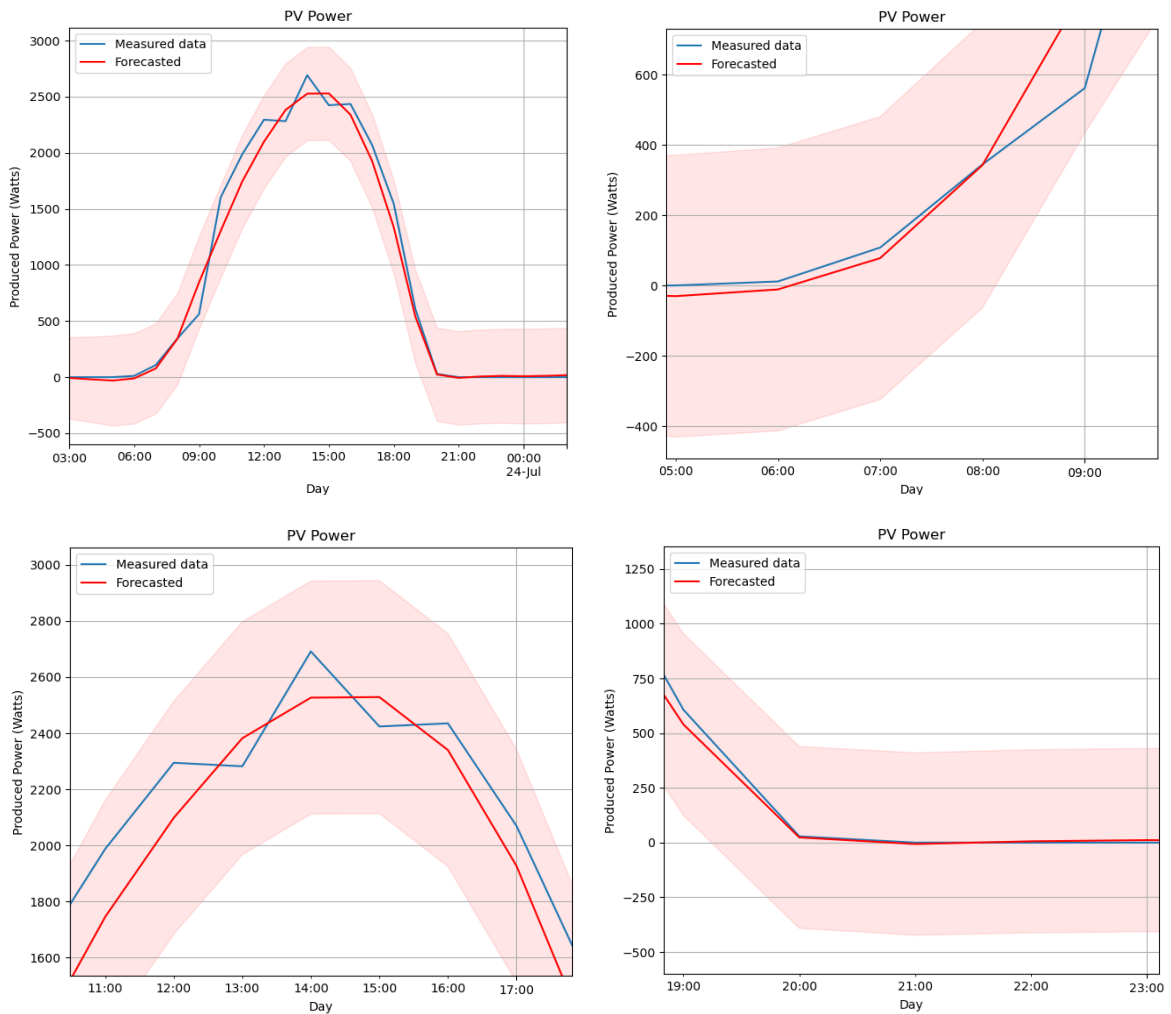 PV Power
Measured data
Forecasted
3000
2500
2000
1500
1000
500
0
−500
Produced Power (Watts)
03:00 06:00 09:00 12:00 15:00 18:00 21:00 00:00
24-Jul
Day
PV Power
Measured data
Forecasted
600
400
200
0
−200
−400
Produced Power (Watts)
05:00 06:00 07:00 08:00 09:00
Day
PV Power
Measured data
Forecasted
3000
2800
2600
2400
2200
2000
1800
1600
Produced Power (Watts)
11:00 12:00 13:00 14:00 15:00 16:00 17:00
Day
PV Power
Measured data
Forecasted
1250
1000
750
500
250
0
−250
−500
Produced Power (Watts)
19:00 20:00 21:00 22:00 23:00
Day